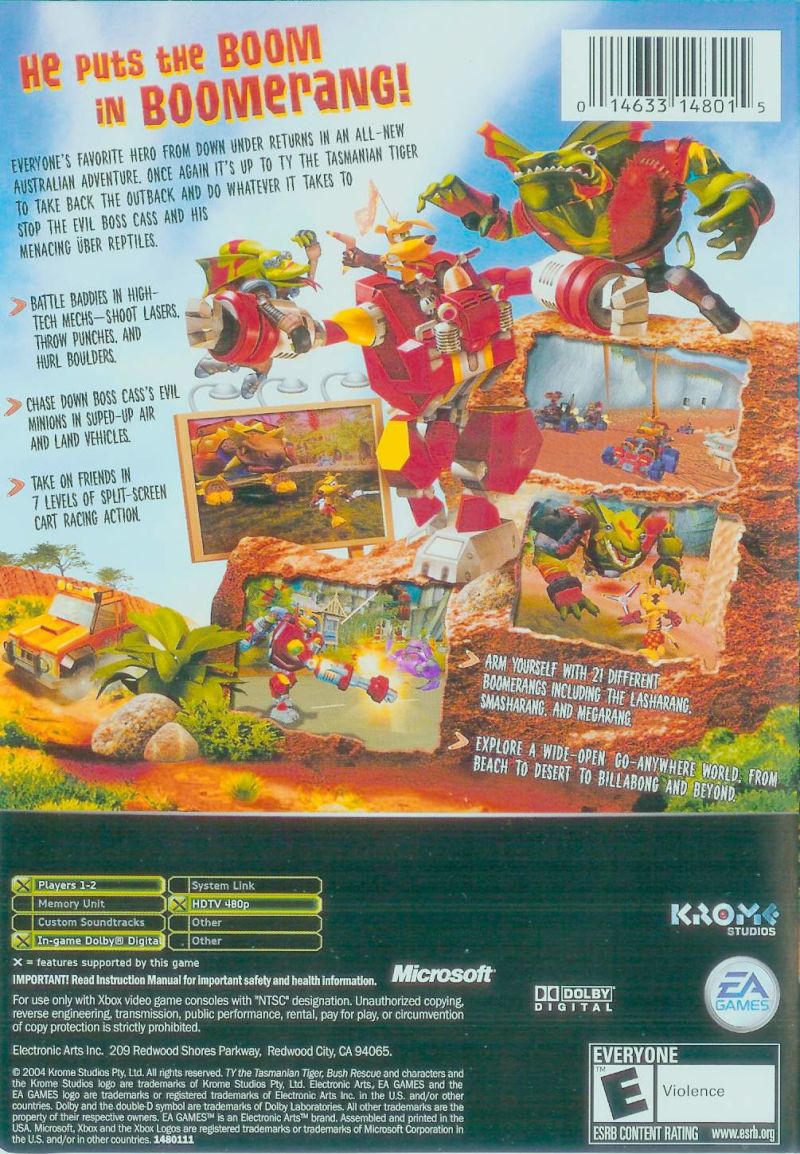 He PUTS the BOOM
iN BOOMeraNG!
0 14633 14801 5
EVERYONE'S FAVORITE HERO FROM DOWN UNDER RETURNS IN AN ALL-NEW
AUSTRALIAN ADVENTURE. ONCE AGAIN IT'S UP TO TY THE TASMANIAN TIGER
TO TAKE BACK THE OUTBACK AND DO WHATEVER IT TAKES TO
STOP THE EVIL BOSS CASS AND HIS
MENACING ÜBER REPTILES.
BATTLE BADDIES IN HIGH-
TECH MECHS—SHOOT LASERS,
THROW PUNCHES, AND
HURL BOULDERS.
CHASE DOWN BOSS CASS'S EVIL
MINIONS IN SUPED-UP AIR
AND LAND VEHICLES.
TAKE ON FRIENDS IN
7 LEVELS OF SPLIT-SCREEN
CART RACING ACTION.
ARM YOURSELF WITH 21 DIFFERENT
BOOMERANGS INCLUDING THE LASHARANG,
SMASHARANG, AND MEGARANG.
EXPLORE A WIDE-OPEN, GO-ANYWHERE WORLD, FROM
BEACH TO DESERT TO BILLABONG AND BEYOND.
X Players 1-2
Memory Unit
Custom Soundtracks
X In-game Dolby® Digital
System Link
X HDTV 480p
Other
Other
X = features supported by this game
IMPORTANT! Read Instruction Manual for important safety and health information.
Microsoft®
For use only with Xbox video game consoles with "NTSC" designation. Unauthorized copying,
reverse engineering, transmission, public performance, rental, pay for play, or circumvention
of copy protection is strictly prohibited.
Electronic Arts Inc. 209 Redwood Shores Parkway, Redwood City, CA 94065.
© 2004 Krome Studios Pty, Ltd. All rights reserved. TY the Tasmanian Tiger, Bush Rescue and characters and
the Krome Studios logo are trademarks of Krome Studios Pty, Ltd. Electronic Arts, EA GAMES and the
EA GAMES logo are trademarks or registered trademarks of Electronic Arts Inc. in the U.S. and/or other
countries. Dolby and the double-D symbol are trademarks of Dolby Laboratories. All other trademarks are the
property of their respective owners. EA GAMES™ is an Electronic Arts™ brand. Assembled and printed in the
USA. Microsoft, Xbox and the Xbox Logos are registered trademarks or trademarks of Microsoft Corporation in
the U.S. and/or in other countries. 1480111
DOLBY
DIGITAL
KROME
STUDIOS
EA
GAMES™
EVERYONE
™
E
Violence
ESRB CONTENT RATING www.esrb.org